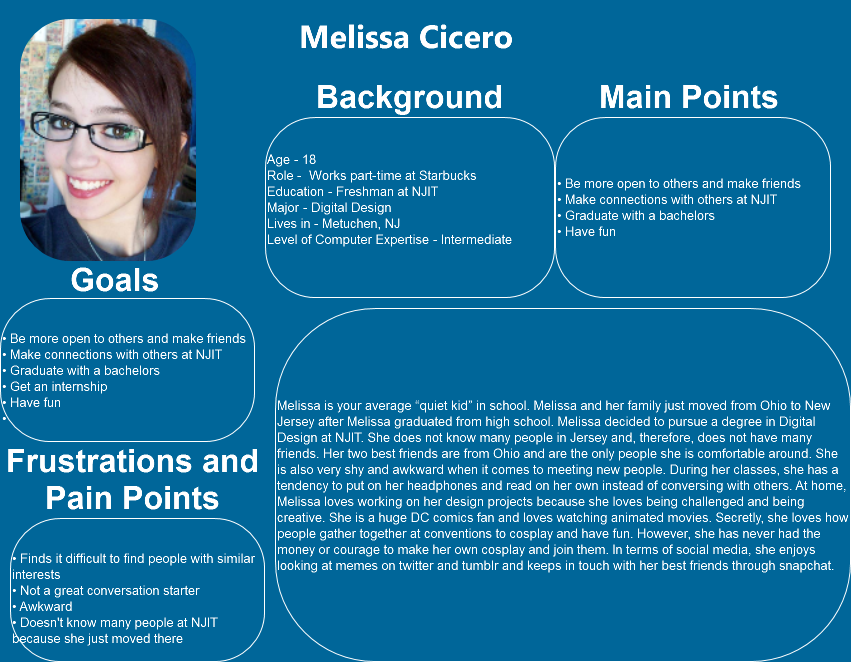 Melissa Cicero
Background
Age - 18
Role -  Works part-time at Starbucks
Education - Freshman at NJIT
Major - Digital Design
Lives in - Metuchen, NJ
Level of Computer Expertise - Intermediate
Main Points
• Be more open to others and make friends
• Make connections with others at NJIT
• Graduate with a bachelors
• Have fun
Goals
• Be more open to others and make friends
• Make connections with others at NJIT
• Graduate with a bachelors
• Get an internship
• Have fun
•
Frustrations and
Pain Points
• Finds it difficult to find people with similar
interests
• Not a great conversation starter
• Awkward
• Doesn't know many people at NJIT
because she just moved there
Melissa is your average “quiet kid” in school. Melissa and her family just moved from Ohio to New
Jersey after Melissa graduated from high school. Melissa decided to pursue a degree in Digital
Design at NJIT. She does not know many people in Jersey and, therefore, does not have many
friends. Her two best friends are from Ohio and are the only people she is comfortable around. She
is also very shy and awkward when it comes to meeting new people. During her classes, she has a
tendency to put on her headphones and read on her own instead of conversing with others. At home,
Melissa loves working on her design projects because she loves being challenged and being
creative. She is a huge DC comics fan and loves watching animated movies. Secretly, she loves how
people gather together at conventions to cosplay and have fun. However, she has never had the
money or courage to make her own cosplay and join them. In terms of social media, she enjoys
looking at memes on twitter and tumblr and keeps in touch with her best friends through snapchat.